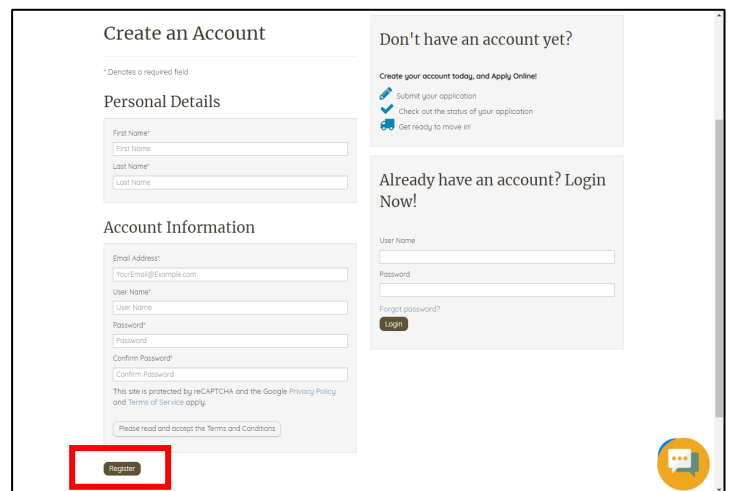 Create an Account
* Denotes a required field
Personal Details
First Name*
First Name
Last Name*
Last Name
Account Information
Email Address*
YourEmail@Example.com
User Name*
User Name
Password*
Password
Confirm Password*
Confirm Password
This site is protected by reCAPTCHA and the Google Privacy Policy
and Terms of Service apply.
Please read and accept the Terms and Conditions
Register
Don't have an account yet?
Create your account today, and Apply Online!
Submit your application
Check out the status of your application
Get ready to move in!
Already have an account? Login
Now!
User Name
Password
Forgot password?
Login